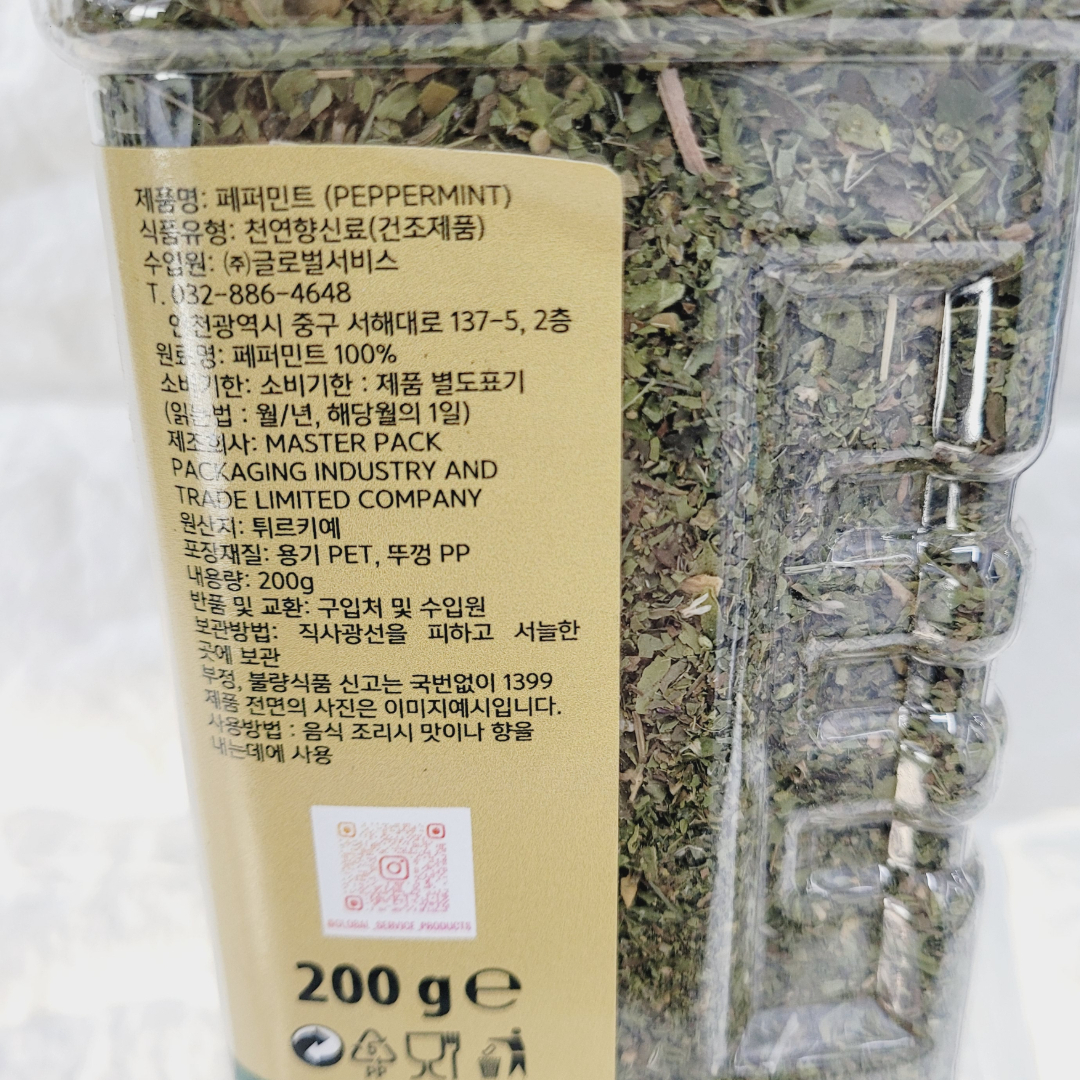 제품명: 페퍼민트 (PEPPERMINT)
식품유형: 천연향신료(건조제품)
수입원: ㈜글로벌서비스
T. 032-886-4648
인천광역시 중구 서해대로 137-5, 2층
원료명: 페퍼민트 100%
소비기한: 소비기한 : 제품 별도표기
(읽는법 : 월/년, 해당월의 1일)
제조회사: MASTER PACK
PACKAGING INDUSTRY AND
TRADE LIMITED COMPANY
원산지: 튀르키예
포장재질: 용기 PET, 뚜껑 PP
내용량: 200g
반품 및 교환: 구입처 및 수입원
보관방법: 직사광선을 피하고 서늘한
곳에 보관
부정, 불량식품 신고는 국번없이 1399
제품 전면의 사진은 이미지예시입니다.
사용방법 : 음식 조리시 맛이나 향을
내는데에 사용
@GLOBAL_SERVICE_PRODUCTS
200 g ℮
5
PP